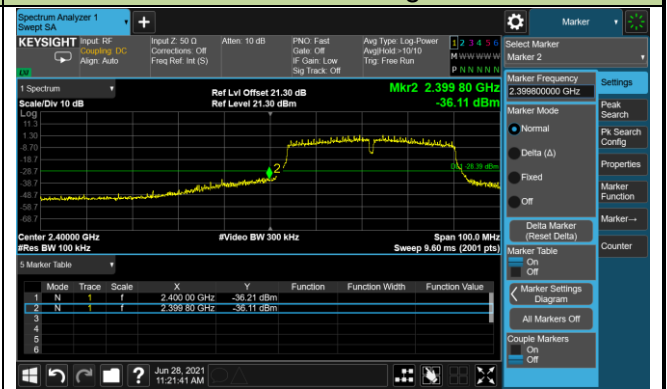 Spectrum Analyzer 1
Swept SA
Marker
KEYSIGHT
Input: RF
Coupling: DC
Align: Auto
Input Z: 50 Ω
Corrections: Off
Freq Ref: Int (S)
Atten: 10 dB
PNO: Fast
Gate: Off
IF Gain: Low
Sig Track: Off
Avg Type: Log-Power
Avg|Hold:>10/10
Trig: Free Run
1 2 3 4 5 6
M W W W W W
P N N N N N
LV
Select Marker
Marker 2
Marker Frequency
2.399800000 GHz
Marker Mode
Normal
Delta (Δ)
Fixed
Off
Delta Marker
(Reset Delta)
Marker Table
On
Off
Marker Settings
Diagram
All Markers Off
Couple Markers
On
Off
Settings
Peak
Search
Pk Search
Config
Properties
Marker
Function
Marker→
Counter
1 Spectrum
Scale/Div 10 dB
Log
Ref Lvl Offset 21.30 dB
Ref Level 21.30 dBm
Mkr2 2.399 80 GHz
-36.11 dBm
11.3
1.30
-8.70
-18.7
-28.7
-38.7
-48.7
-58.7
-68.7
2
DL1 -28.39 dBm
Center 2.40000 GHz
#Res BW 100 kHz
#Video BW 300 kHz
Span 100.0 MHz
Sweep 9.60 ms (2001 pts)
5 Marker Table
Mode Trace Scale X Y Function Function Width Function Value
1 N 1 f 2.400 00 GHz -36.21 dBm
2 N 1 f 2.399 80 GHz -36.11 dBm
3
4
5
6
?
Jun 28, 2021
11:21:41 AM